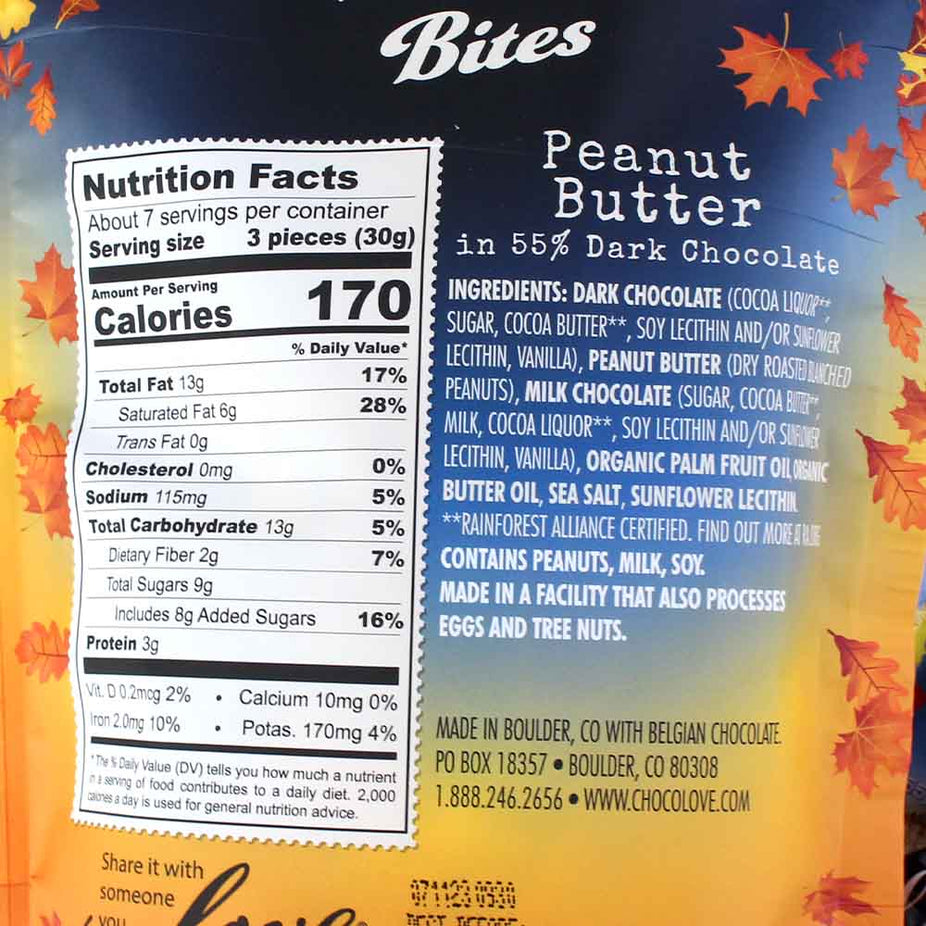 Bites
Nutrition Facts
About 7 servings per container
Serving size 3 pieces (30g)
Amount Per Serving
Calories 170
% Daily Value*
Total Fat 13g 17%
Saturated Fat 6g 28%
Trans Fat 0g
Cholesterol 0mg 0%
Sodium 115mg 5%
Total Carbohydrate 13g 5%
Dietary Fiber 2g 7%
Total Sugars 9g
Includes 8g Added Sugars 16%
Protein 3g
Vit. D 0.2mcg 2% • Calcium 10mg 0%
Iron 2.0mg 10% • Potas. 170mg 4%
*The % Daily Value (DV) tells you how much a nutrient
in a serving of food contributes to a daily diet. 2,000
calories a day is used for general nutrition advice.
Peanut
Butter
in 55% Dark Chocolate
INGREDIENTS: DARK CHOCOLATE (COCOA LIQUOR**,
SUGAR, COCOA BUTTER**, SOY LECITHIN AND/OR SUNFLOWER
LECITHIN, VANILLA), PEANUT BUTTER (DRY ROASTED BLANCHED
PEANUTS), MILK CHOCOLATE (SUGAR, COCOA BUTTER**,
MILK, COCOA LIQUOR**, SOY LECITHIN AND/OR SUNFLOWER
LECITHIN, VANILLA), ORGANIC PALM FRUIT OIL, ORGANIC
BUTTER OIL, SEA SALT, SUNFLOWER LECITHIN.
**RAINFOREST ALLIANCE CERTIFIED. FIND OUT MORE AT
CONTAINS PEANUTS, MILK, SOY.
MADE IN A FACILITY THAT ALSO PROCESSES
EGGS AND TREE NUTS.
MADE IN BOULDER, CO WITH BELGIAN CHOCOLATE.
PO BOX 18357 • BOULDER, CO 80308
1.888.246.2656 • WWW.CHOCOLOVE.COM
Share it with
someone
you love